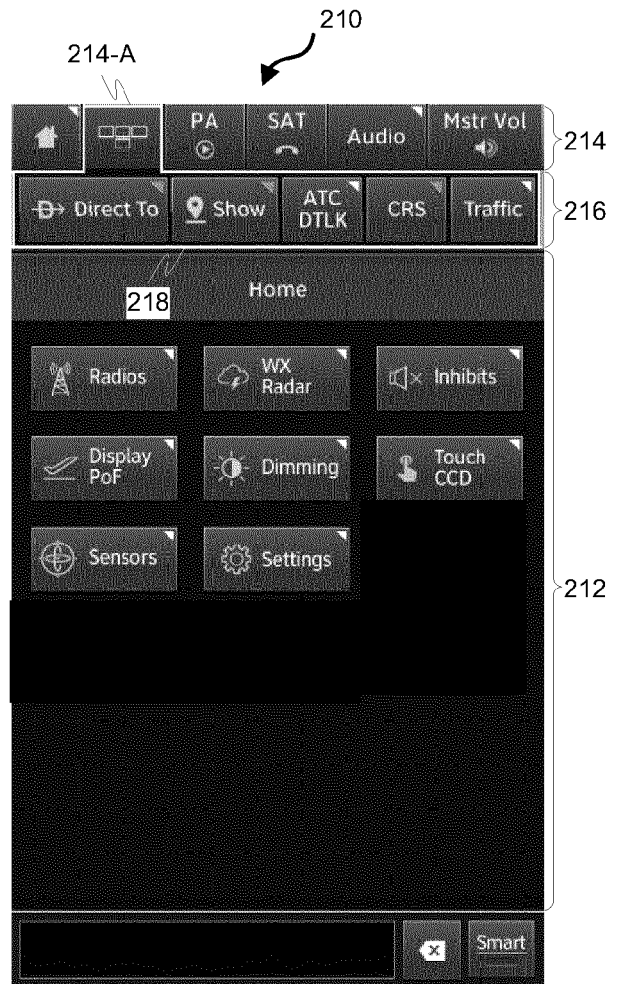 210
214-A
PA
SAT
Audio
Mstr Vol
214
Direct To
Show
ATC
DTLK
CRS
Traffic
216
218
Home
Radios
WX
Radar
Inhibits
Display
PoF
Dimming
Touch
CCD
Sensors
Settings
212
Smart